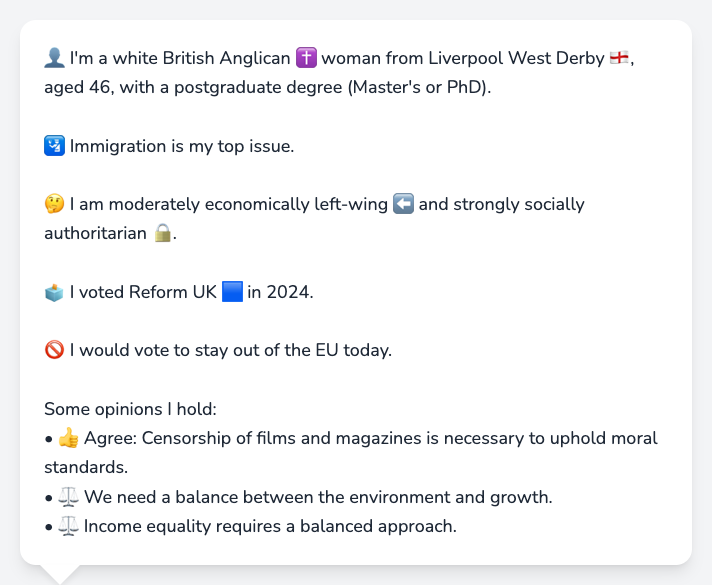 👤 I'm a white British Anglican ✝️ woman from Liverpool West Derby 🏴󠁧󠁢󠁥󠁮󠁧󠁿,
aged 46, with a postgraduate degree (Master's or PhD).
🛂 Immigration is my top issue.
🤔 I am moderately economically left-wing ⬅️ and strongly socially
authoritarian 🔒.
🗳️ I voted Reform UK 🟦 in 2024.
🚫 I would vote to stay out of the EU today.
Some opinions I hold:
• 👍 Agree: Censorship of films and magazines is necessary to uphold moral
standards.
• ⚖️ We need a balance between the environment and growth.
• ⚖️ Income equality requires a balanced approach.